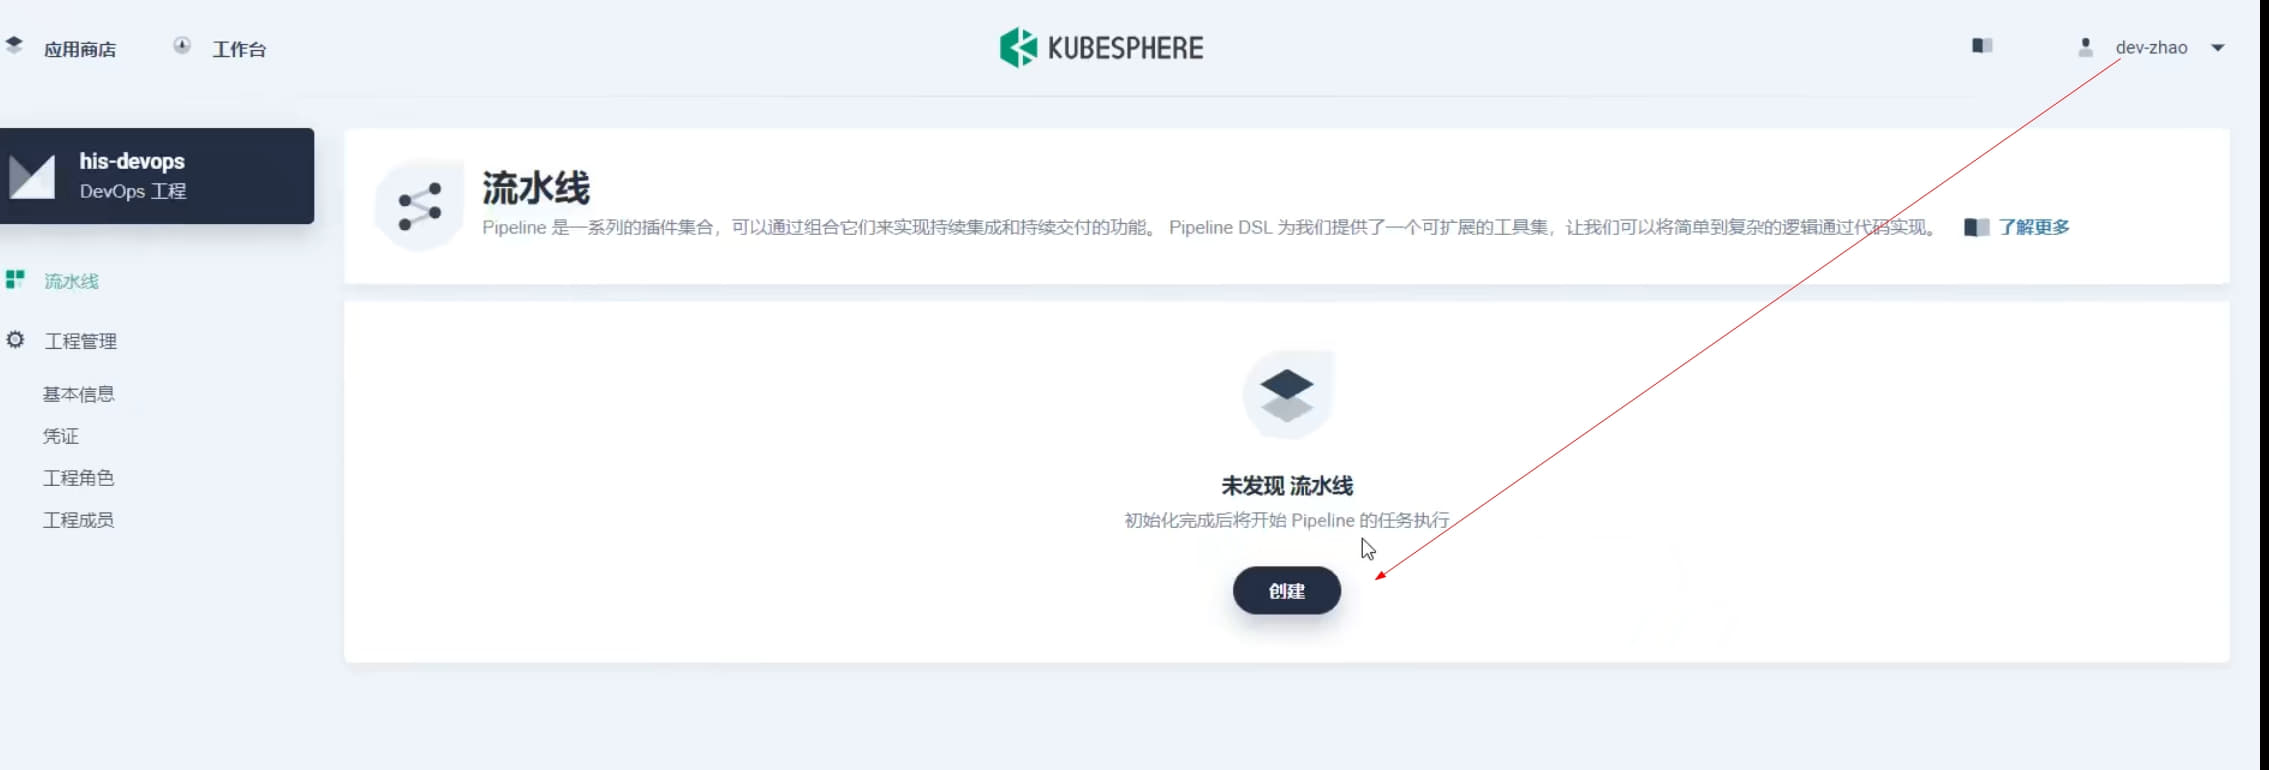 应用商店
工作台
KUBESPHERE
dev-zhao
his-devops
DevOps 工程
流水线
工程管理
基本信息
凭证
工程角色
工程成员
流水线
Pipeline 是一系列的插件集合，可以通过组合它们来实现持续集成和持续交付的功能。 Pipeline DSL 为我们提供了一个可扩展的工具集，让我们可以将简单到复杂的逻辑通过代码实现。 了解更多
未发现 流水线
初始化完成后将开始 Pipeline 的任务执行
创建